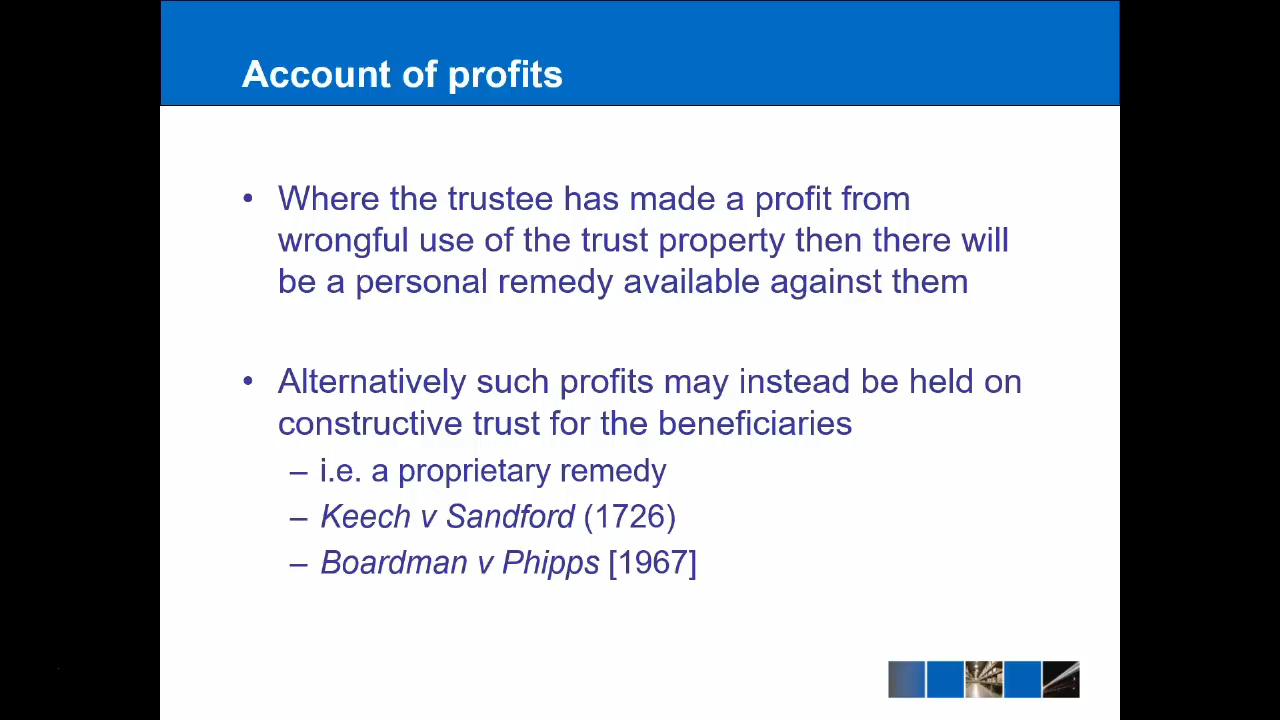 Account of profits
• Where the trustee has made a profit from
wrongful use of the trust property then there will
be a personal remedy available against them
• Alternatively such profits may instead be held on
constructive trust for the beneficiaries
– i.e. a proprietary remedy
– Keech v Sandford (1726)
– Boardman v Phipps [1967]